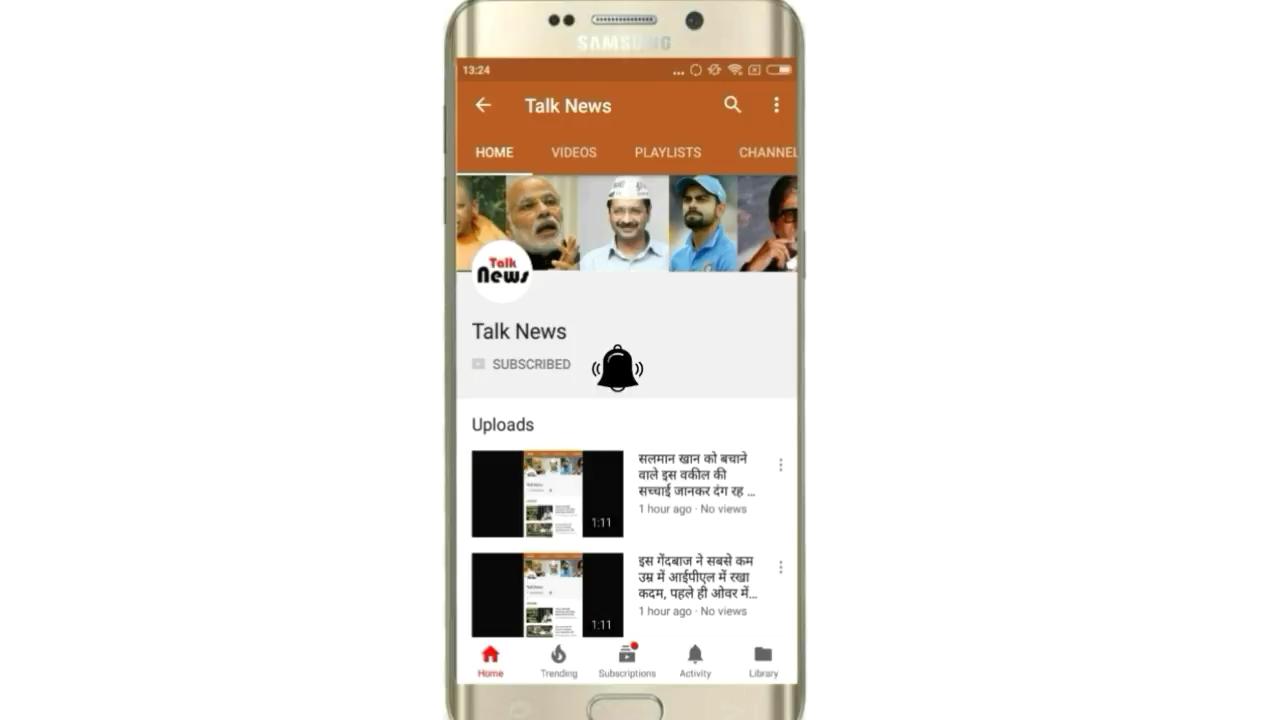 SAMSUNG
13:24
Talk News
HOME VIDEOS PLAYLISTS CHANNEL
Talk
News
Talk News
SUBSCRIBED
Uploads
सलमान खान को बचाने
वाले इस वकील की
सच्चाई जानकर दंग रह ...
1 hour ago · No views
1:11
इस गेंदबाज ने सबसे कम
उम्र में आईपीएल में रखा
कदम, पहले ही ओवर में...
1 hour ago · No views
1:11
Home Trending Subscriptions Activity Library